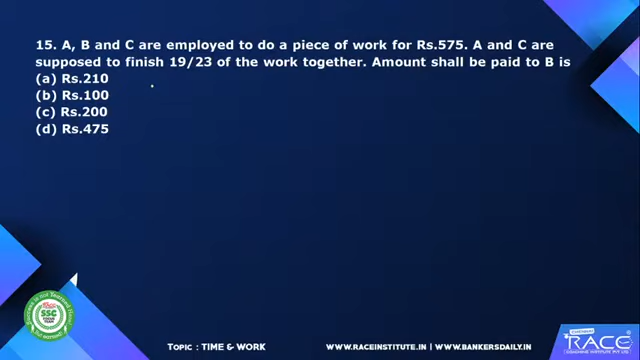 15. A, B and C are employed to do a piece of work for Rs.575. A and C are
supposed to finish 19/23 of the work together. Amount shall be paid to B is
(a) Rs.210
(b) Rs.100
(c) Rs.200
(d) Rs.475
RACE
SSC
TOPIC : TIME & WORK
WWW.RACEINSTITUTE.IN | WWW.BANKERSDAILY.IN
CHENNAI
RACE